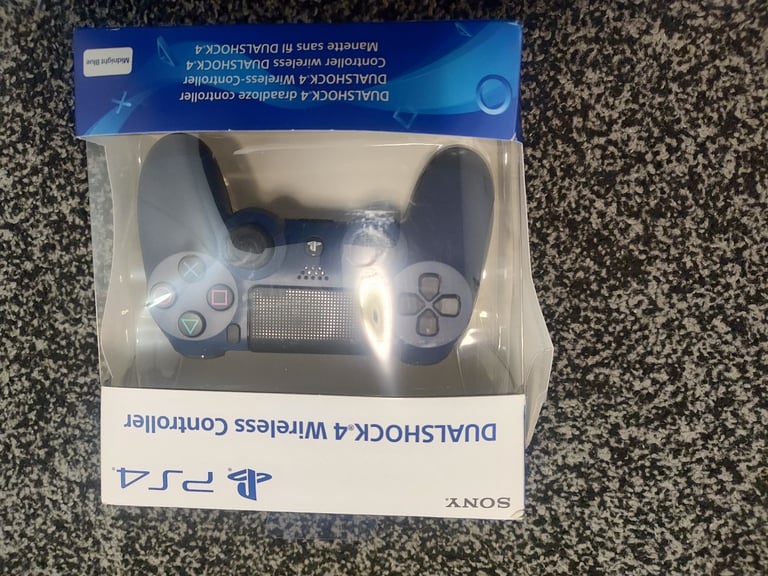 SONY
PS4
DUALSHOCK®4 Wireless Controller
DUALSHOCK 4 draadloze controller
DUALSHOCK 4 Wireless-Controller
Controller wireless DUALSHOCK 4
Manette sans fil DUALSHOCK 4
Midnight Blue